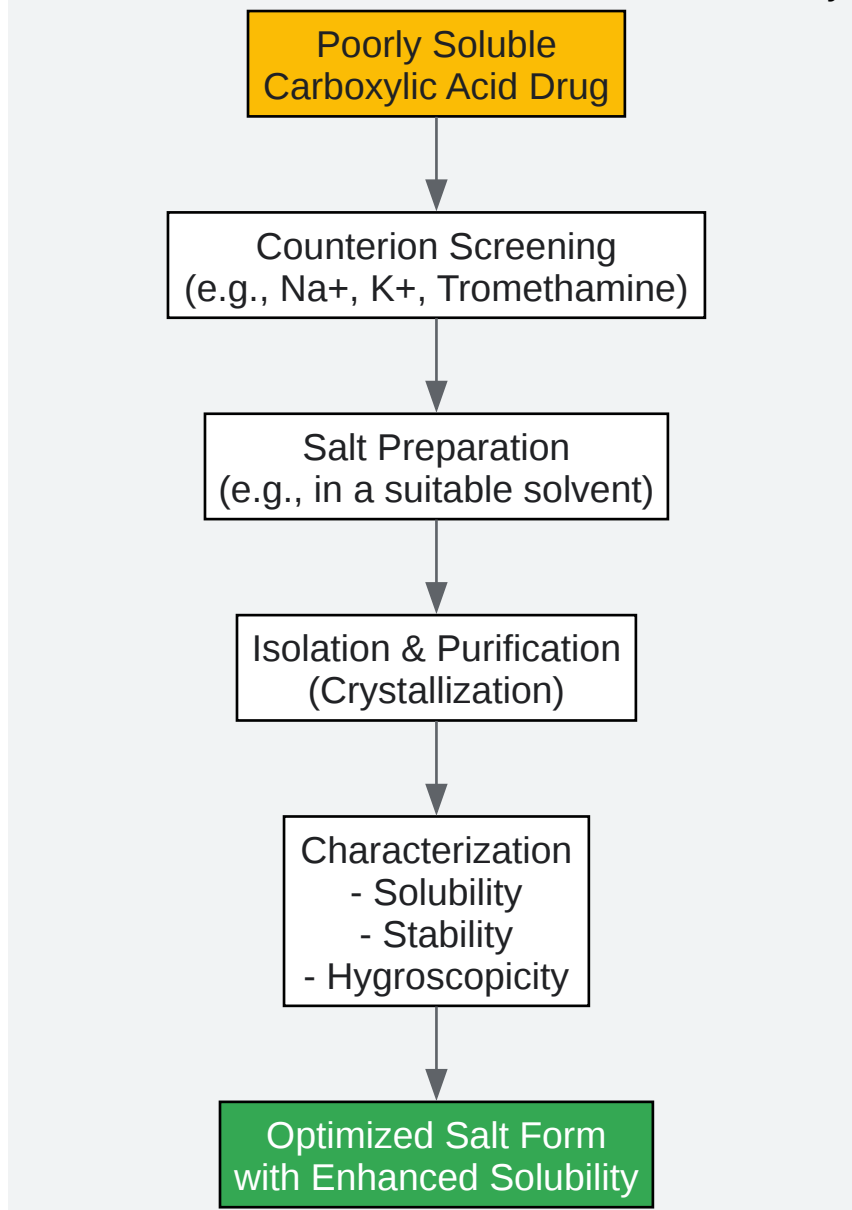 Poorly Soluble
Carboxylic Acid Drug
Counterion Screening
(e.g., Na+, K+, Tromethamine)
Salt Preparation
(e.g., in a suitable solvent)
Isolation & Purification
(Crystallization)
Characterization
- Solubility
- Stability
- Hygroscopicity
Optimized Salt Form
with Enhanced Solubility